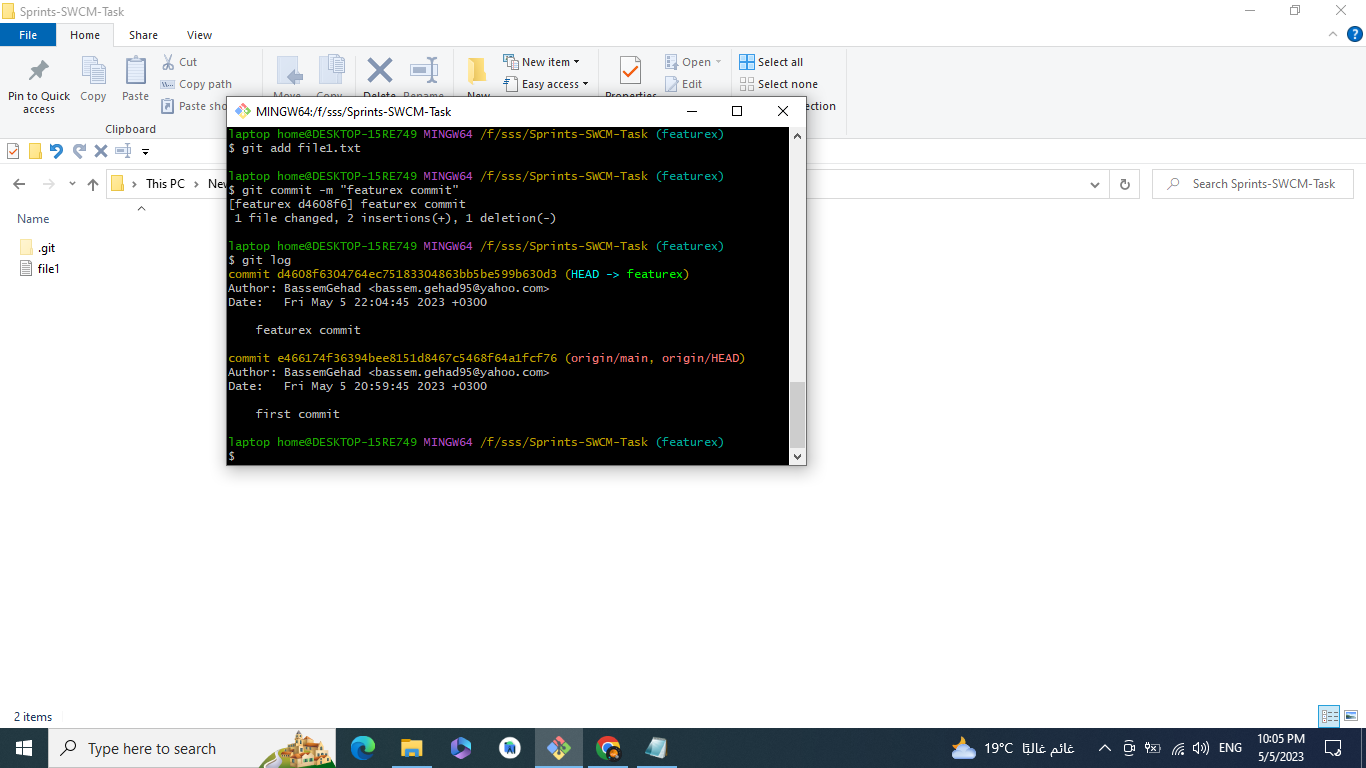 Sprints-SWCM-Task
File Home Share View
Pin to Quick access
Copy
Paste
Cut
Copy path
Paste sho
Clipboard
Move
Copy
Delete
Rename
New
New item
Easy access
Properties
Open
Edit
Select all
Select none
ection
This PC
New
Search Sprints-SWCM-Task
Name
.git
file1
MINGW64:/f/sss/Sprints-SWCM-Task
laptop home@DESKTOP-15RE749 MINGW64 /f/sss/Sprints-SWCM-Task (featurex)
$ git add file1.txt
laptop home@DESKTOP-15RE749 MINGW64 /f/sss/Sprints-SWCM-Task (featurex)
$ git commit -m "featurex commit"
[featurex d4608f6] featurex commit
1 file changed, 2 insertions(+), 1 deletion(-)
laptop home@DESKTOP-15RE749 MINGW64 /f/sss/Sprints-SWCM-Task (featurex)
$ git log
commit d4608f6304764ec75183304863bb5be599b630d3 (HEAD -> featurex)
Author: BassemGehad <bassem.gehad95@yahoo.com>
Date:   Fri May 5 22:04:45 2023 +0300
featurex commit
commit e466174f36394bee8151d8467c5468f64a1fcf76 (origin/main, origin/HEAD)
Author: BassemGehad <bassem.gehad95@yahoo.com>
Date:   Fri May 5 20:59:45 2023 +0300
first commit
laptop home@DESKTOP-15RE749 MINGW64 /f/sss/Sprints-SWCM-Task (featurex)
$
2 items
Type here to search
19°C غائم غالبًا
ENG
10:05 PM
5/5/2023